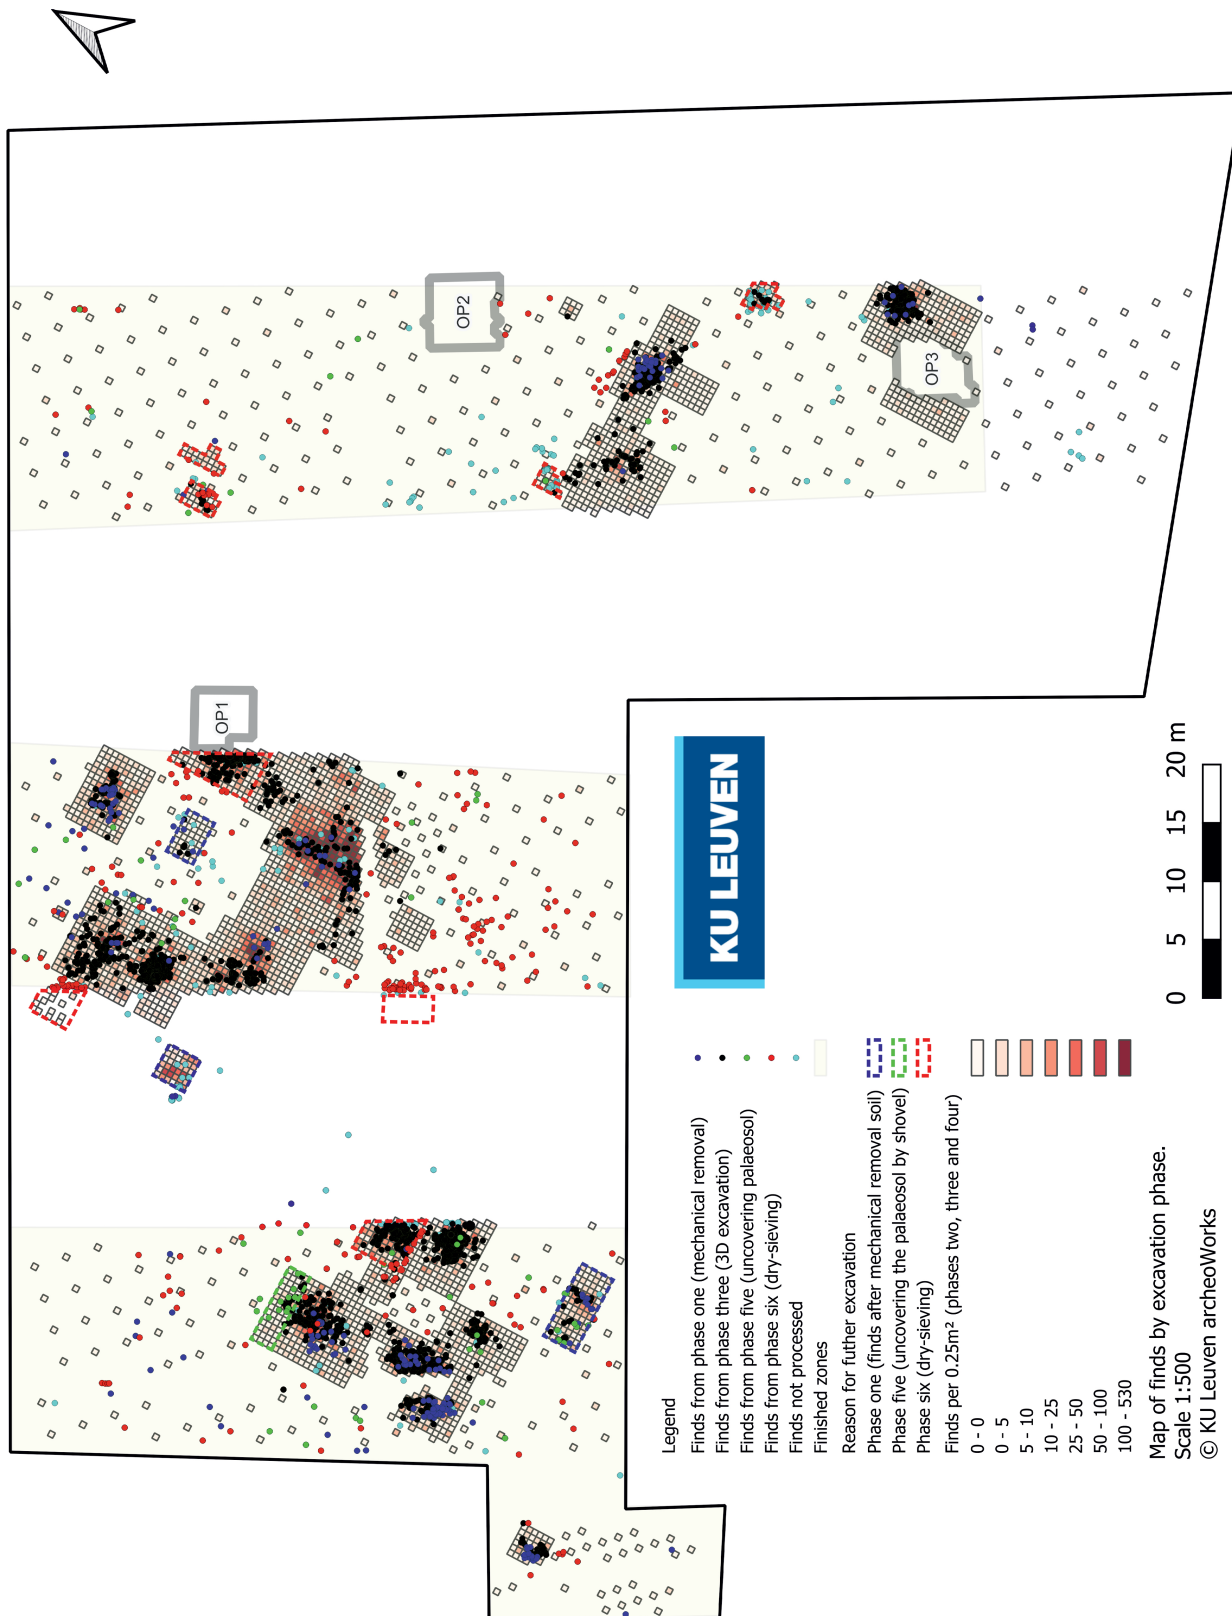 OP1
OP2
OP3
KU LEUVEN
Legend
Finds from phase one (mechanical removal)
Finds from phase three (3D excavation)
Finds from phase five (uncovering palaeosol)
Finds from phase six (dry-sieving)
Finds not processed
Finished zones
Reason for futher excavation
Phase one (finds after mechanical removal soil)
Phase five (uncovering the palaeosol by shovel)
Phase six (dry-sieving)
Finds per 0.25m² (phases two, three and four)
0 - 0
0 - 5
5 - 10
10 - 25
25 - 50
50 - 100
100 - 530
Map of finds by excavation phase.
Scale 1:500
© KU Leuven archeoWorks
0 5 10 15 20 m